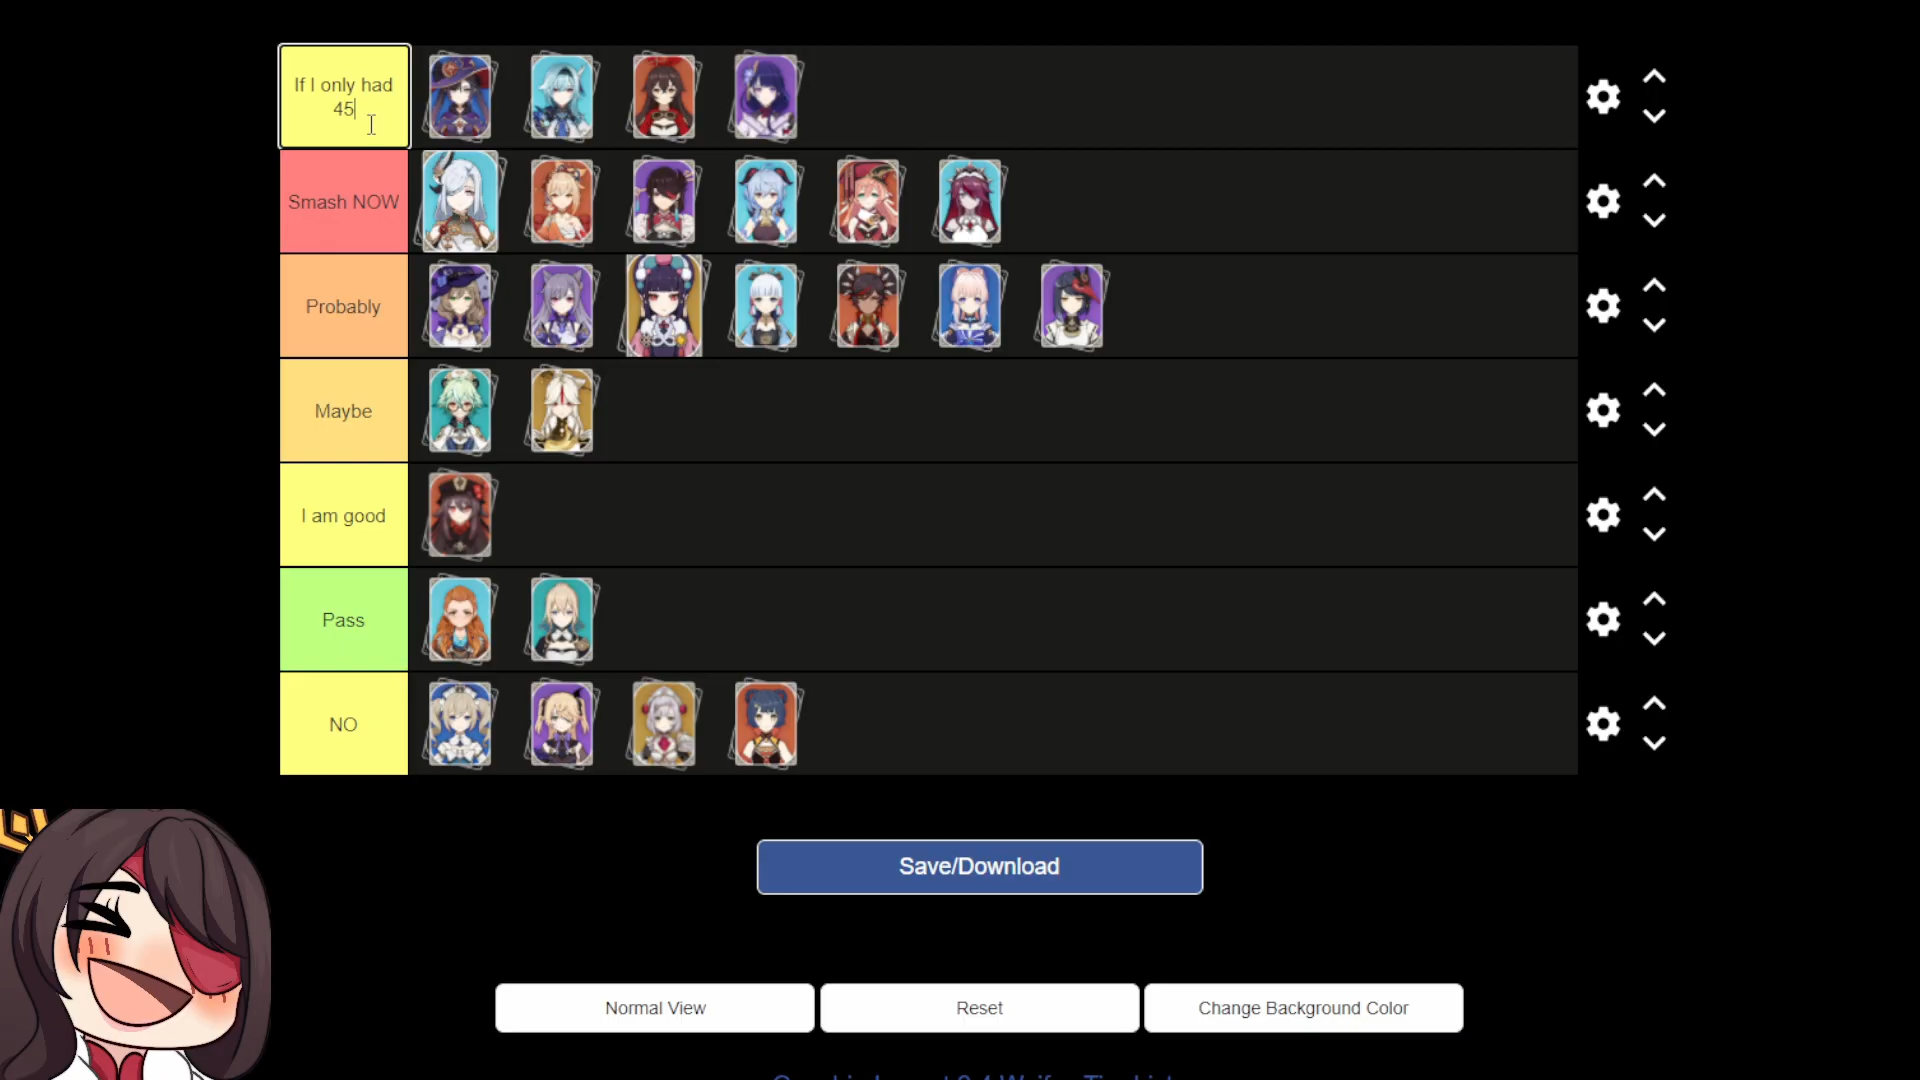 If I only had
45
Smash NOW
Probably
Maybe
I am good
Pass
NO
Save/Download
Normal View
Reset
Change Background Color